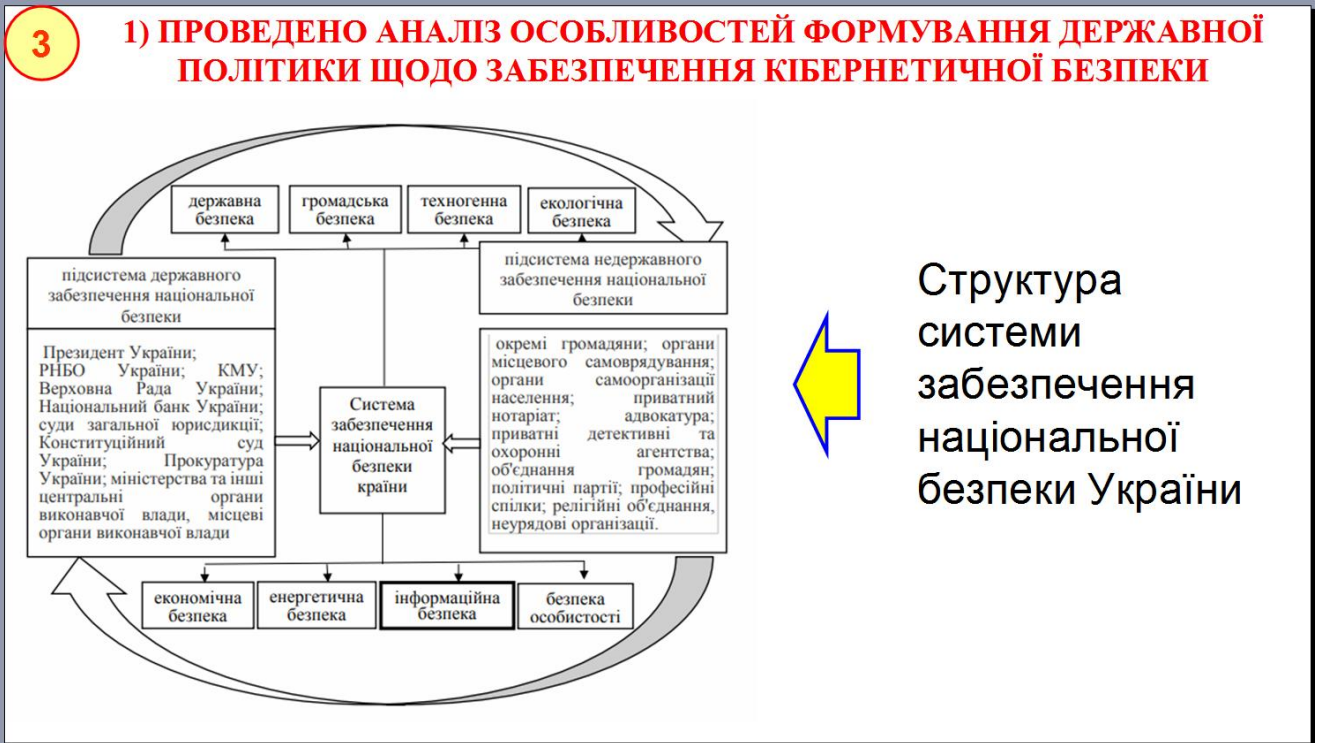 3
1) ПРОВЕДЕНО АНАЛІЗ ОСОБЛИВОСТЕЙ ФОРМУВАННЯ ДЕРЖАВНОЇ
ПОЛІТИКИ ЩОДО ЗАБЕЗПЕЧЕННЯ КІБЕРНЕТИЧНОЇ БЕЗПЕКИ
державна
безпека
громадська
безпека
техногенна
безпека
екологічна
безпека
підсистема державного
забезпечення національної
безпеки
підсистема недержавного
забезпечення національної
безпеки
Президент України;
РНБО України; КМУ;
Верховна Рада України;
Національний банк України;
суди загальної юрисдикції;
Конституційний суд
України; Прокуратура
України; міністерства та інші
центральні органи
виконавчої влади, місцеві
органи виконавчої влади
Система
забезпечення
національної
безпеки
країни
окремі громадяни; органи
місцевого самоврядування;
органи самоорганізації
населення; приватний
нотаріат; адвокатура;
приватні детективні та
охоронні агентства;
об'єднання громадян;
політичні партії; професійні
спілки; релігійні об'єднання,
неурядові організації.
економічна
безпека
енергетична
безпека
інформаційна
безпека
безпека
особистості
Структура
системи
забезпечення
національної
безпеки України